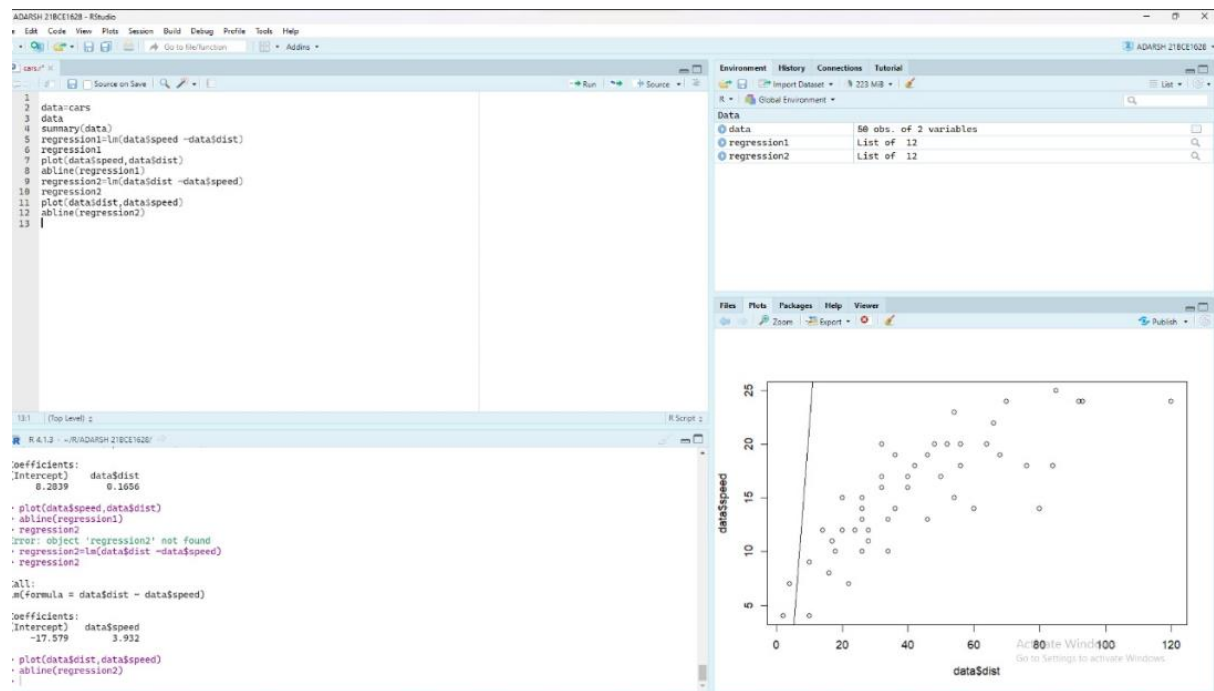 ADARSH 21BCE1628 - RStudio
Edit Code View Plots Session Build Debug Profile Tools Help
Go to file/function Addins ADARSH 21BCE1628
cars.r*
Source on Save Run Source
1
2 data=cars
3 data
4 summary(data)
5 regression1=lm(data$speed ~data$dist)
6 regression1
7 plot(data$speed,data$dist)
8 abline(regression1)
9 regression2=lm(data$dist ~data$speed)
10 regression2
11 plot(data$dist,data$speed)
12 abline(regression2)
13
13:1 (Top Level) R Script
R 4.1.3 · ~/R/ADARSH 21BCE1628/
Coefficients:
(Intercept) data$dist
8.2839 0.1656
> plot(data$speed,data$dist)
> abline(regression1)
> regression2
Error: object 'regression2' not found
> regression2=lm(data$dist ~data$speed)
> regression2
Call:
lm(formula = data$dist ~ data$speed)
Coefficients:
(Intercept) data$speed
-17.579 3.932
> plot(data$dist,data$speed)
> abline(regression2)
>
Environment History Connections Tutorial
Import Dataset 223 MiB List
R Global Environment
Data
data 50 obs. of 2 variables
regression1 List of 12
regression2 List of 12
Files Plots Packages Help Viewer
Zoom Export Publish
data$speed
25
20
15
10
5
0 20 40 60 80 100 120
data$dist
Activate Windows
Go to Settings to activate Windows.